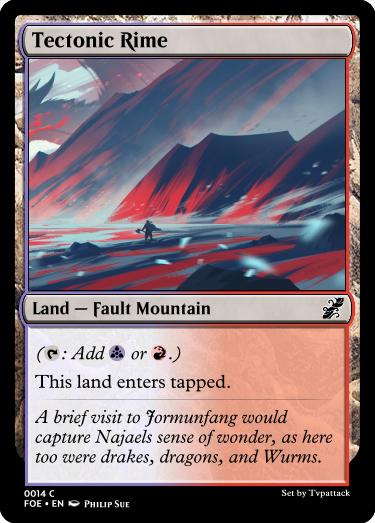 Tectonic Rime
Land — Fault Mountain
(: Add or .)
This land enters tapped.
A brief visit to Jormunfang would
capture Najaels sense of wonder, as here
too were drakes, dragons, and Wurms.
0014 C
FOE • EN Philip Sue
Set by Tvpattack